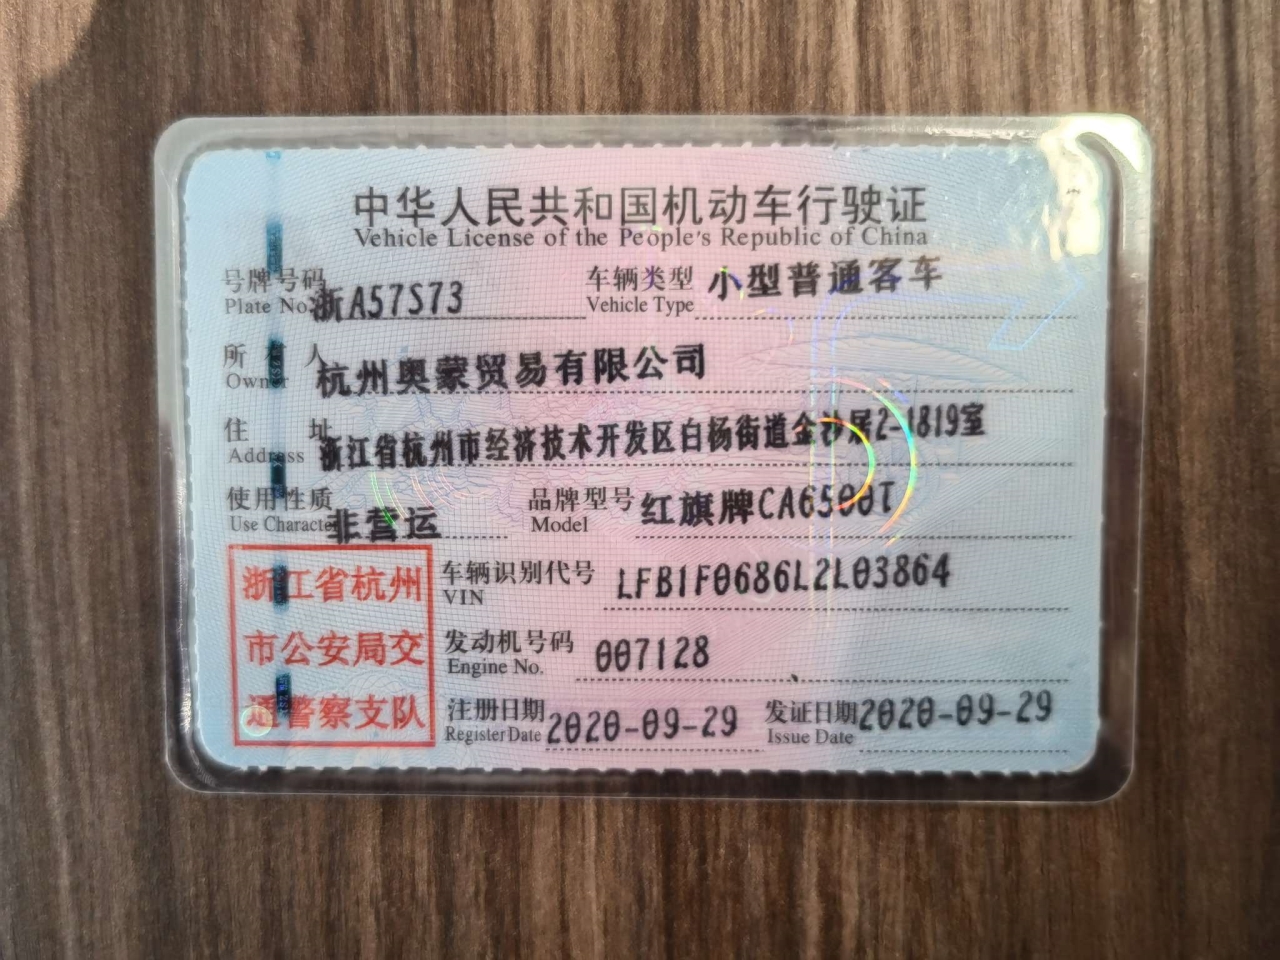 中华人民共和国机动车行驶证
Vehicle License of the People's Republic of China
号牌号码 浙A57S73 车辆类型 小型普通客车
Plate No. Vehicle Type
所有人 杭州奥蒙贸易有限公司
Owner
住址 浙江省杭州市经济技术开发区白杨街道金沙居2-1819室
Address
使用性质 非营运 品牌型号 红旗牌CA6500T
Use Character Model
浙江省杭州 车辆识别代号 LFB1F0686L2L03864
VIN
市公安局交 发动机号码 007128
Engine No.
通警察支队 注册日期 2020-09-29 发证日期 2020-09-29
Register Date Issue Date